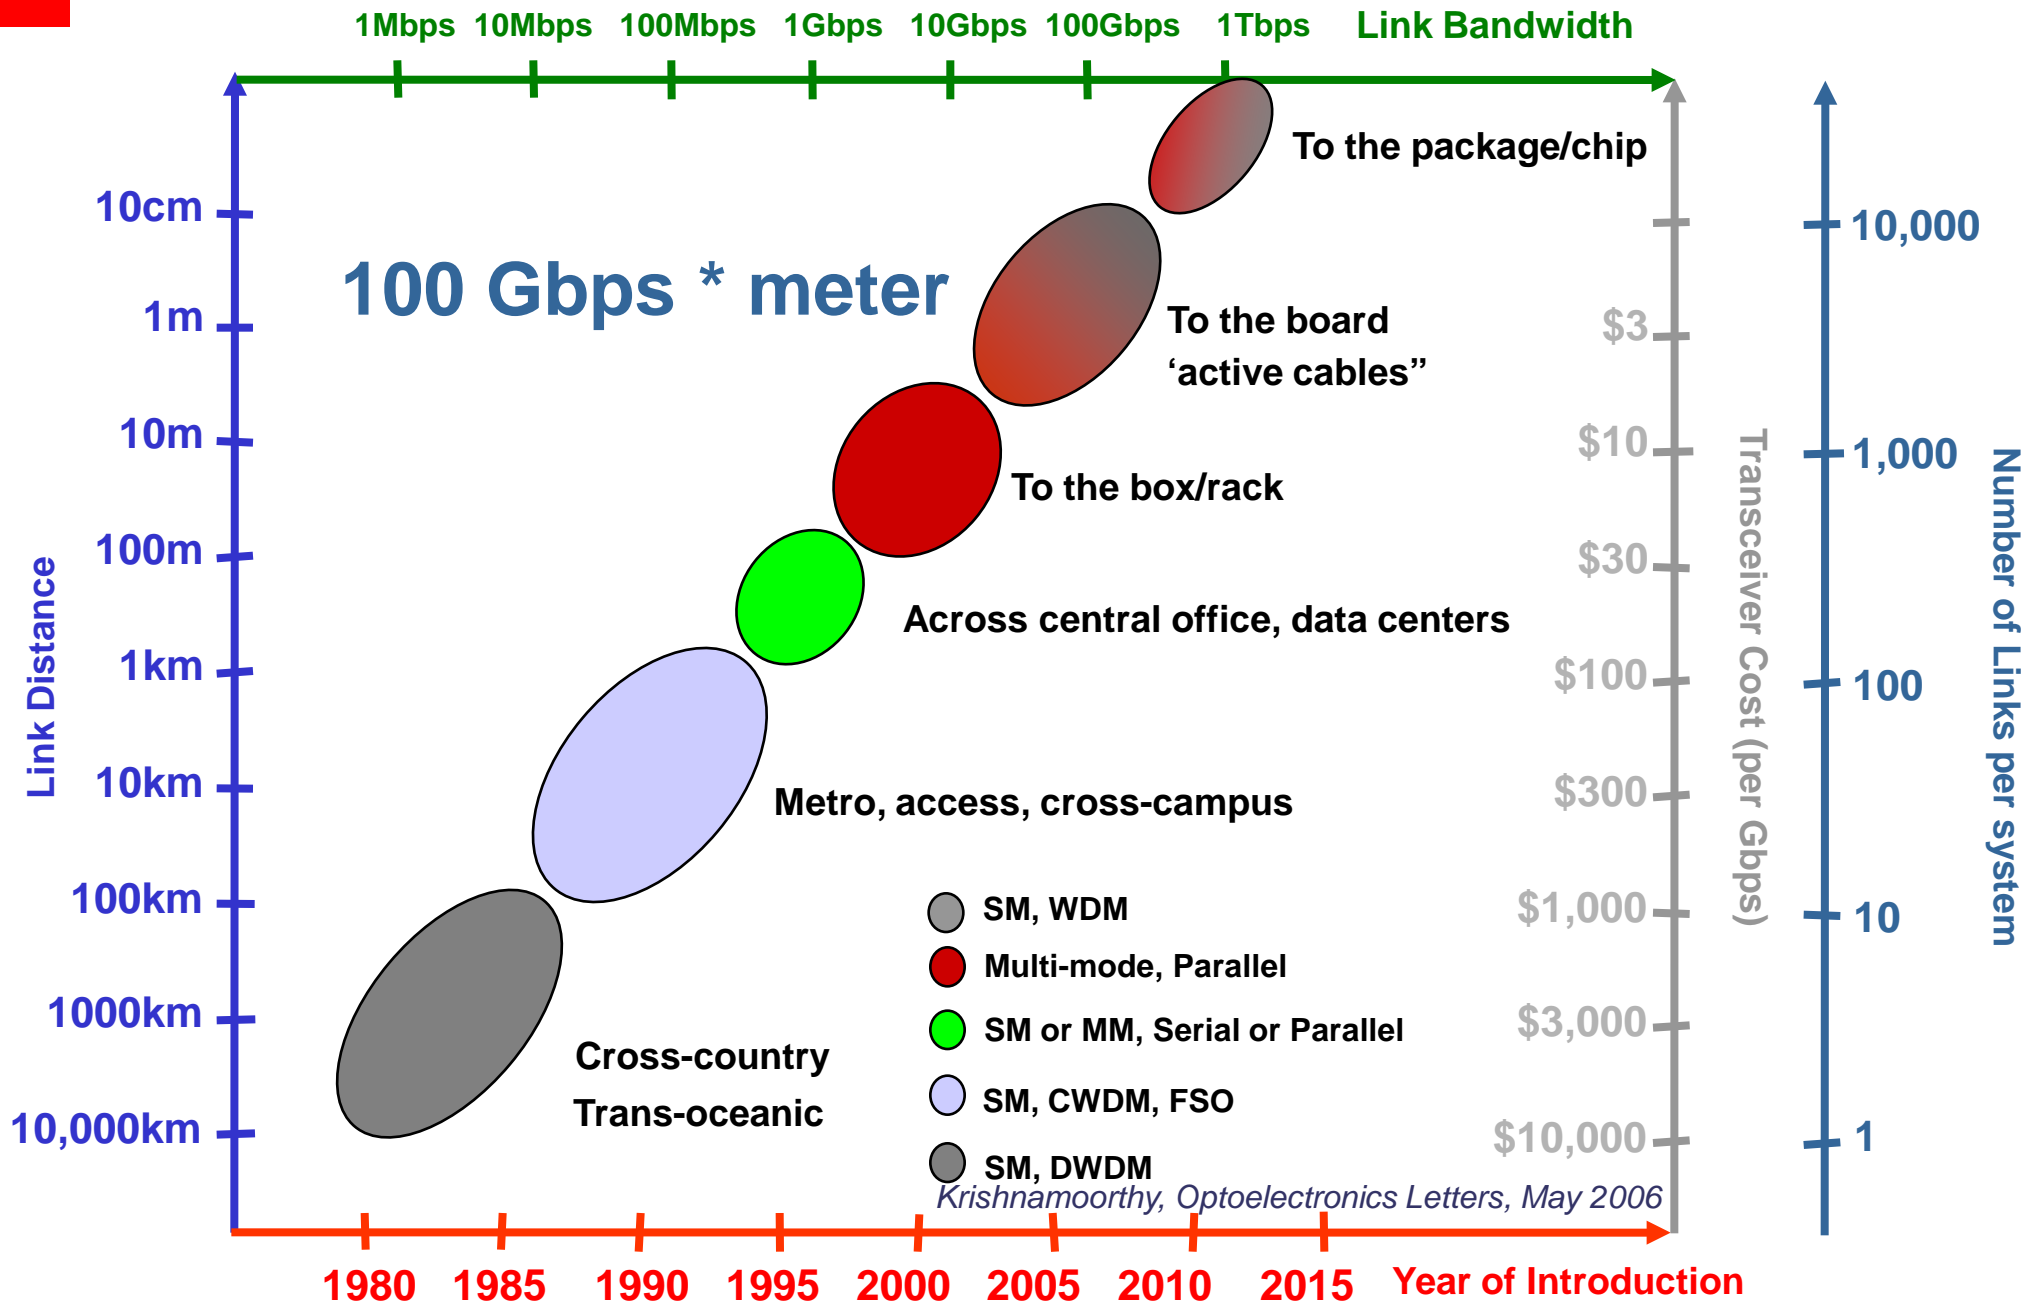 1Mbps 10Mbps 100Mbps 1Gbps 10Gbps 100Gbps 1Tbps Link Bandwidth
To the package/chip
10cm
10,000
100 Gbps * meter
1m
To the board
$3
‘active cables”
10m
$10
1,000
To the box/rack
100m
$30
Across central office, data centers
1km
$100
100
10km
$300
Metro, access, cross-campus
Link Distance
Transceiver Cost (per Gbps)
Number of Links per system
100km
SM, WDM
$1,000
10
Multi-mode, Parallel
1000km
SM or MM, Serial or Parallel
$3,000
Cross-country
Trans-oceanic
SM, CWDM, FSO
10,000km
$10,000
1
SM, DWDM
Krishnamoorthy, Optoelectronics Letters, May 2006
1980 1985 1990 1995 2000 2005 2010 2015 Year of Introduction